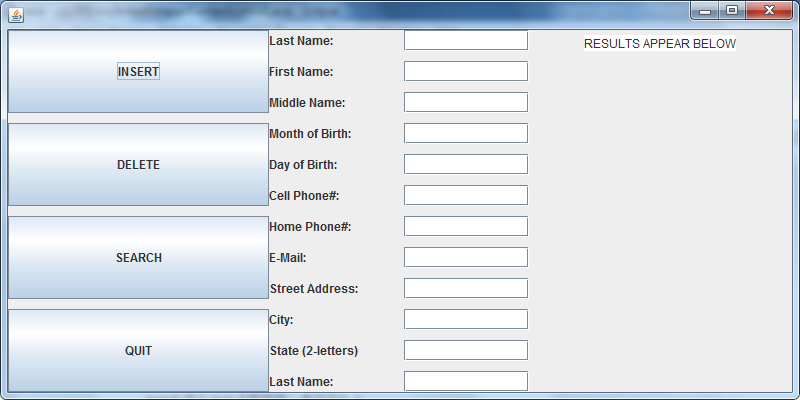 INSERT
DELETE
SEARCH
QUIT
Last Name:
First Name:
Middle Name:
Month of Birth:
Day of Birth:
Cell Phone#:
Home Phone#:
E-Mail:
Street Address:
City:
State (2-letters)
Last Name:
RESULTS APPEAR BELOW